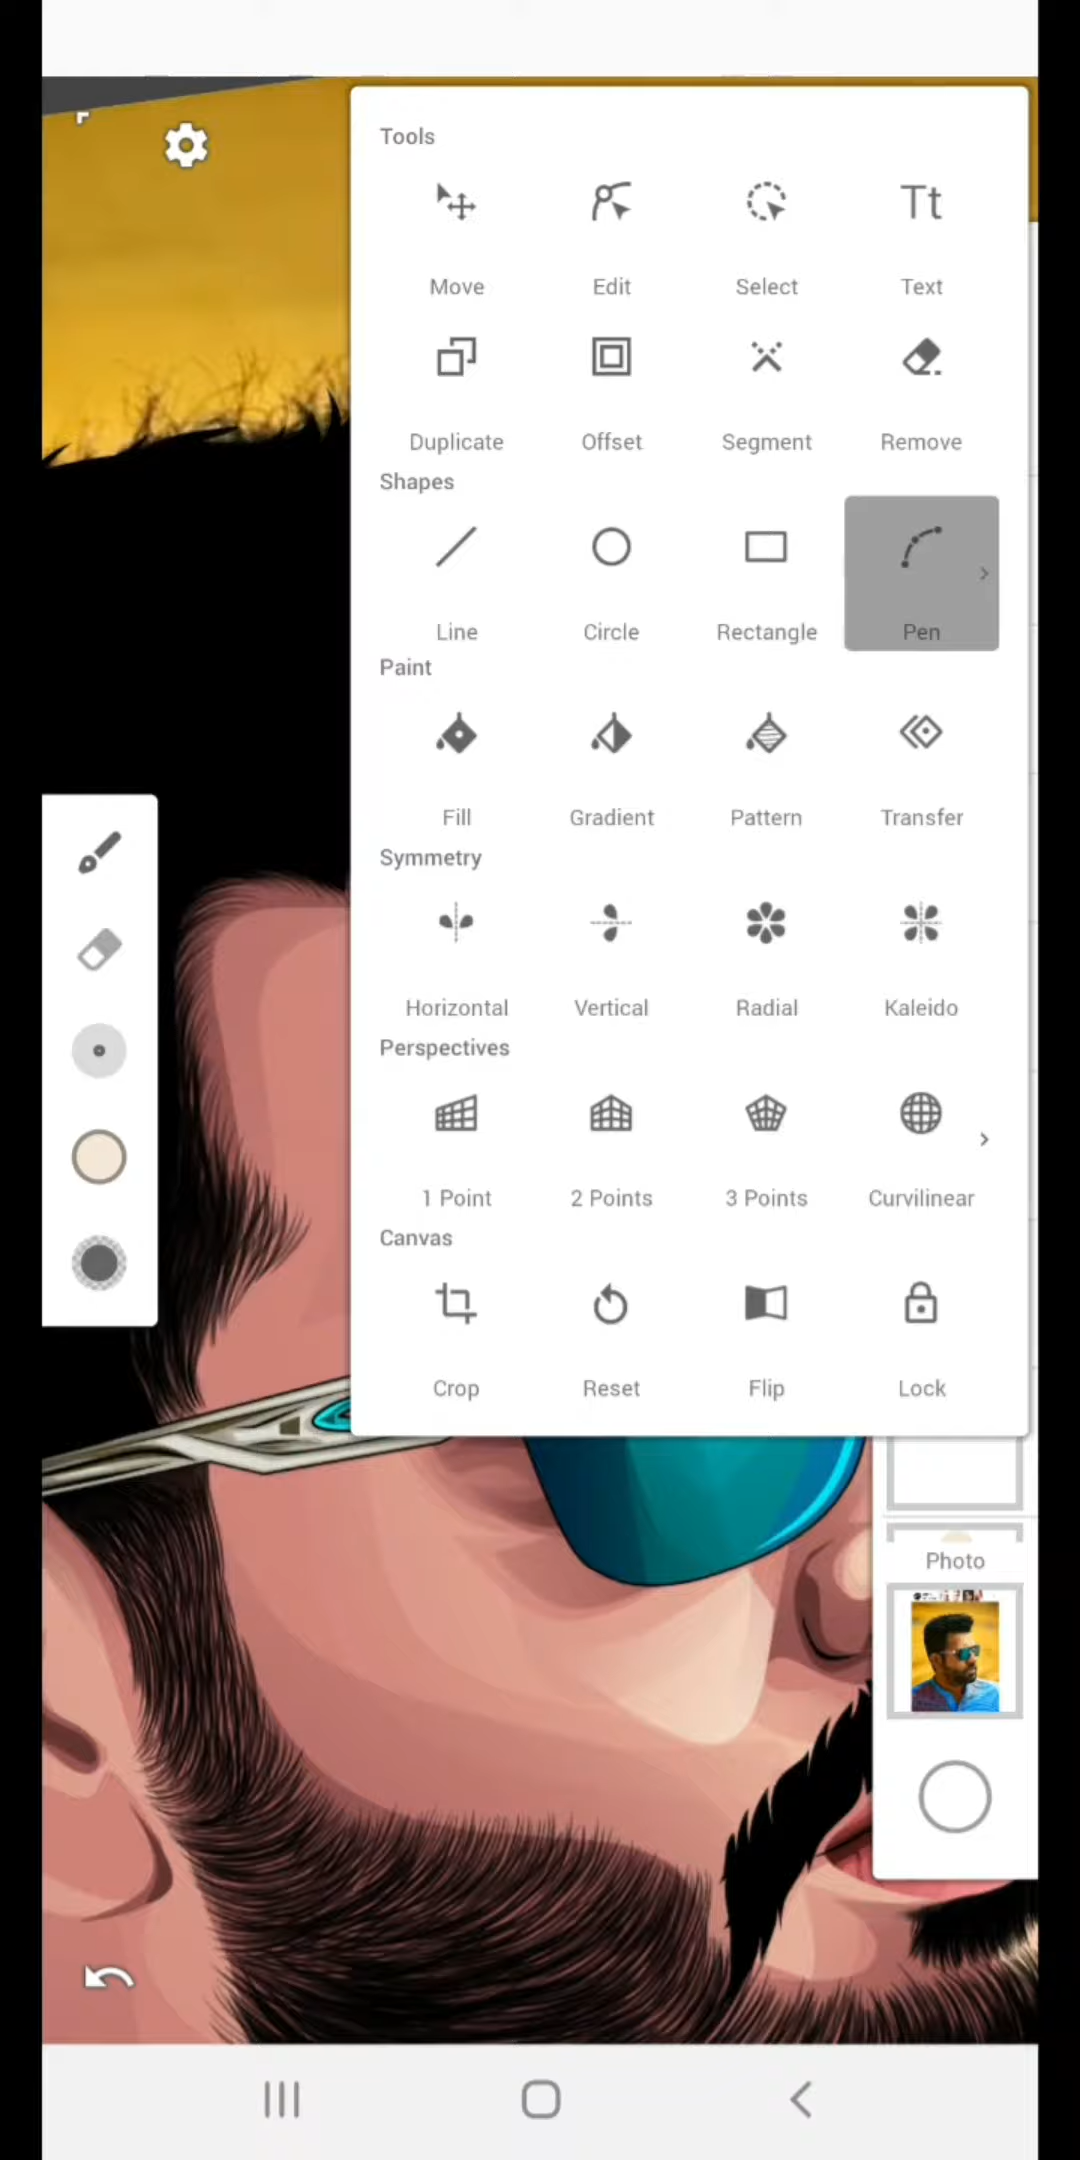 Tools
Move Edit Select Text
Duplicate Offset Segment Remove
Shapes
Line Circle Rectangle Pen
Paint
Fill Gradient Pattern Transfer
Symmetry
Horizontal Vertical Radial Kaleido
Perspectives
1 Point 2 Points 3 Points Curvilinear
Canvas
Crop Reset Flip Lock
Photo